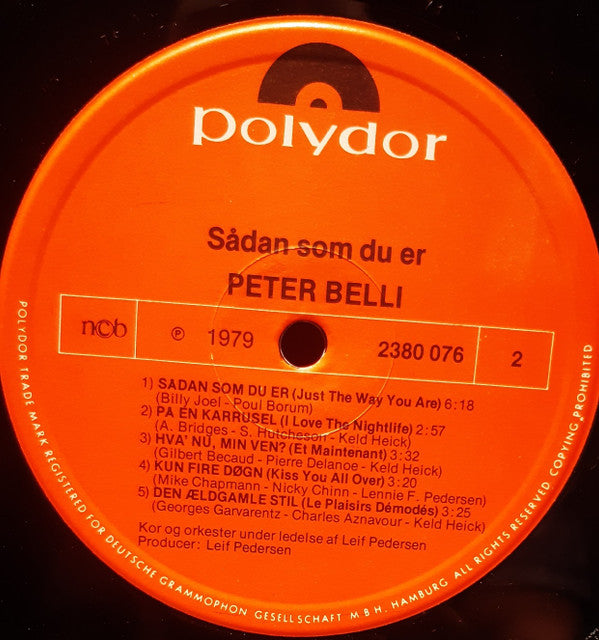 polydor
Sådan som du er
PETER BELLI
ncb ℗ 1979 2380 076 2
1) SADAN SOM DU ER (Just The Way You Are) 6:18
(Billy Joel - Poul Borum)
2) PA EN KARRUSEL (I Love The Nightlife) 2:57
(A. Bridges - S. Hutcheson - Keld Heick)
3) HVA' NU, MIN VEN? (Et Maintenant) 3:32
(Gilbert Becaud - Pierre Delanoe - Keld Heick)
4) KUN FIRE DØGN (Kiss You All Over) 3:20
(Mike Chapmann - Nicky Chinn - Lennie F. Pedersen)
5) DEN ÆLDGAMLE STIL (Le Plaisirs Démodés) 3:25
(Georges Garvarentz - Charles Aznavour - Keld Heick)
Kor og orkester under ledelse af Leif Pedersen
Producer: Leif Pedersen
POLYDOR TRADE MARK REGISTERED FOR DEUTSCHE GRAMMOPHON GESELLSCHAFT M B H. HAMBURG ALL RIGHTS RESERVED COPYING PROHIBITED